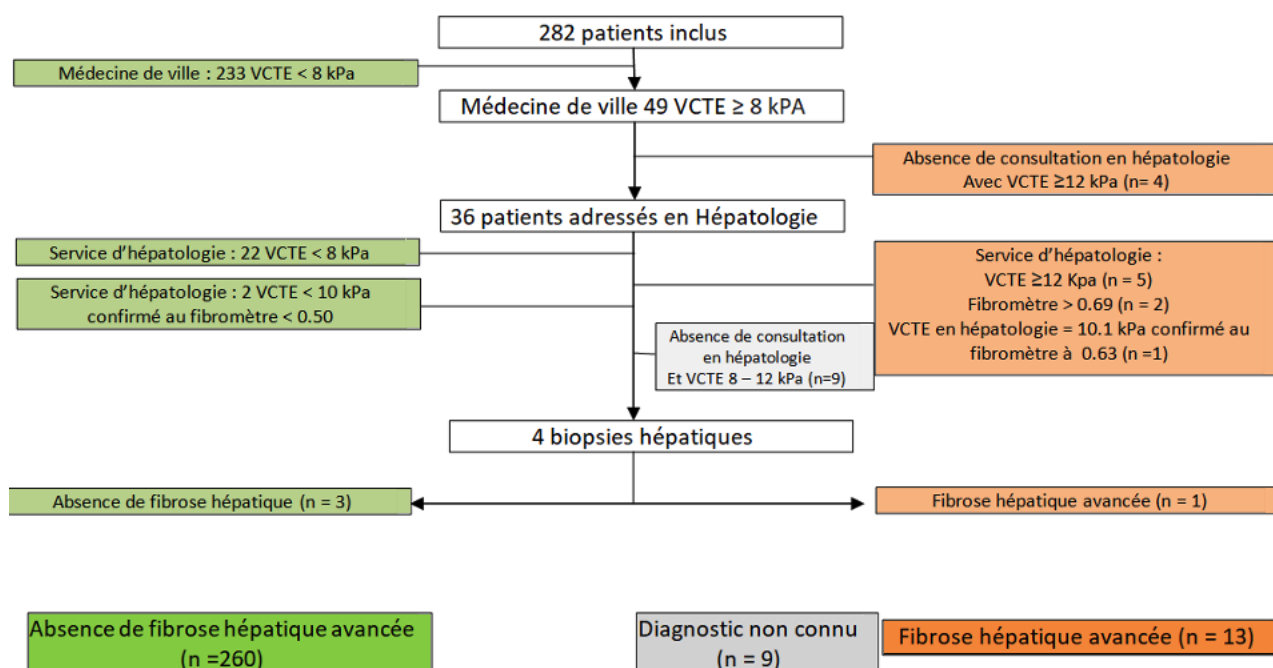 282 patients inclus
Médecine de ville : 233 VCTE < 8 kPa
Médecine de ville 49 VCTE ≥ 8 kPA
Absence de consultation en hépatologie
Avec VCTE ≥12 kPa (n= 4)
36 patients adressés en Hépatologie
Service d'hépatologie : 22 VCTE < 8 kPa
Service d'hépatologie : 2 VCTE < 10 kPa
confirmé au fibromètre < 0.50
Service d'hépatologie :
VCTE ≥12 Kpa (n = 5)
Fibromètre > 0.69 (n = 2)
VCTE en hépatologie = 10.1 kPa confirmé au
fibromètre à 0.63 (n =1)
Absence de consultation
en hépatologie
Et VCTE 8 – 12 kPa (n=9)
4 biopsies hépatiques
Absence de fibrose hépatique (n = 3)
Fibrose hépatique avancée (n = 1)
Absence de fibrose hépatique avancée
(n =260)
Diagnostic non connu
(n = 9)
Fibrose hépatique avancée (n = 13)